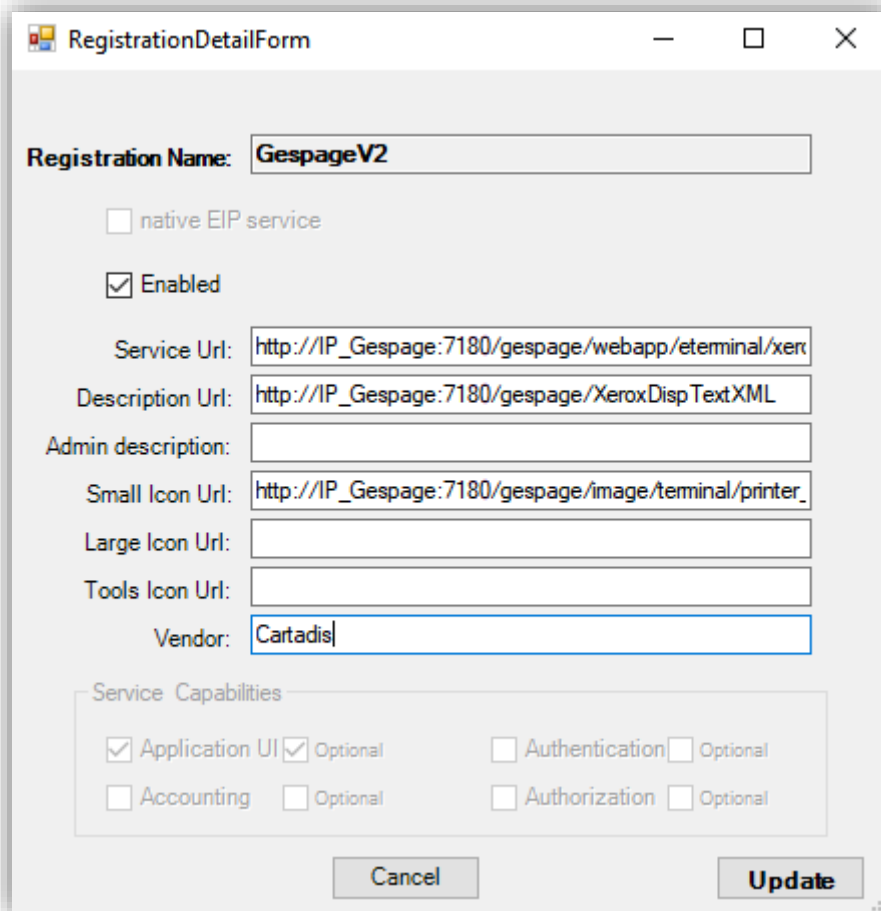 RegistrationDetailForm
Registration Name: GespageV2
native EIP service
Enabled
Service Url: http://IP_Gespage:7180/gespage/webapp/eterminal/xero
Description Url: http://IP_Gespage:7180/gespage/XeroxDispTextXML
Admin description:
Small Icon Url: http://IP_Gespage:7180/gespage/image/terminal/printer_
Large Icon Url:
Tools Icon Url:
Vendor: Cartadis
Service Capabilities
Application UI Optional Authentication Optional
Accounting Optional Authorization Optional
Cancel Update